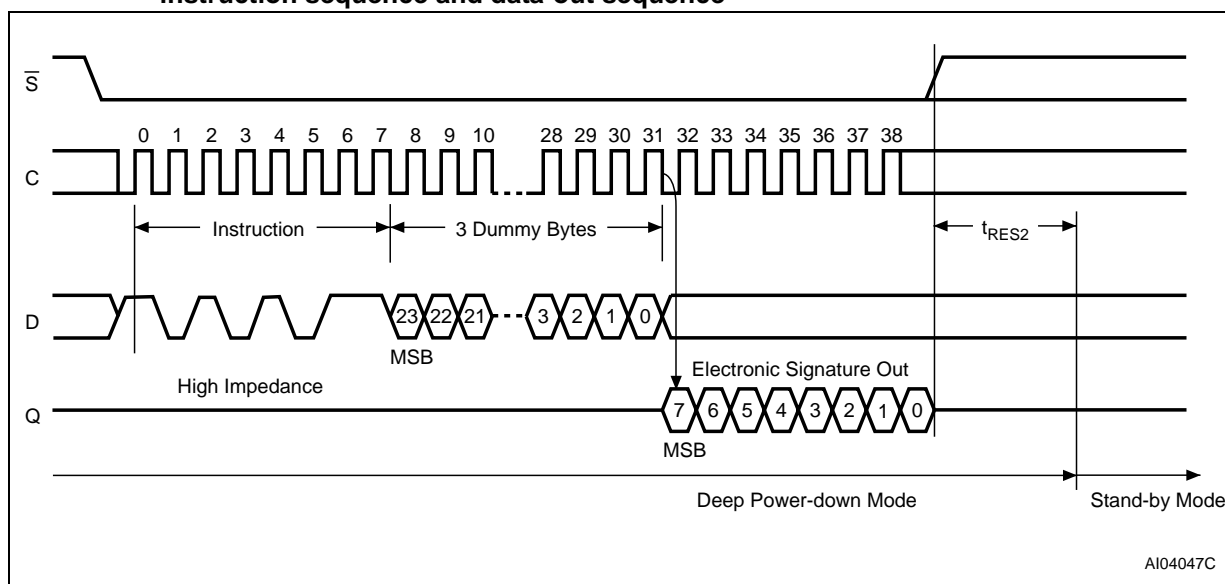 Instruction sequence and data-out sequence
S
0 1 2 3 4 5 6 7 8 9 10 28 29 30 31 32 33 34 35 36 37 38
C
Instruction 3 Dummy Bytes tRES2
D 23 22 21 3 2 1 0
MSB
High Impedance Electronic Signature Out
Q 7 6 5 4 3 2 1 0
MSB
Deep Power-down Mode Stand-by Mode
AI04047C